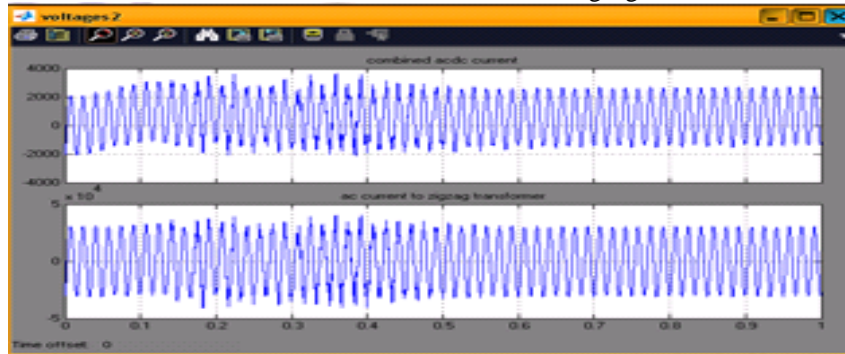 voltages2
combined acdc current
4000
2000
0
-2000
-4000
x 10^4
ac current to zigzag transformer
5
0
-5
0 0.1 0.2 0.3 0.4 0.5 0.6 0.7 0.8 0.9 1
Time offset: 0